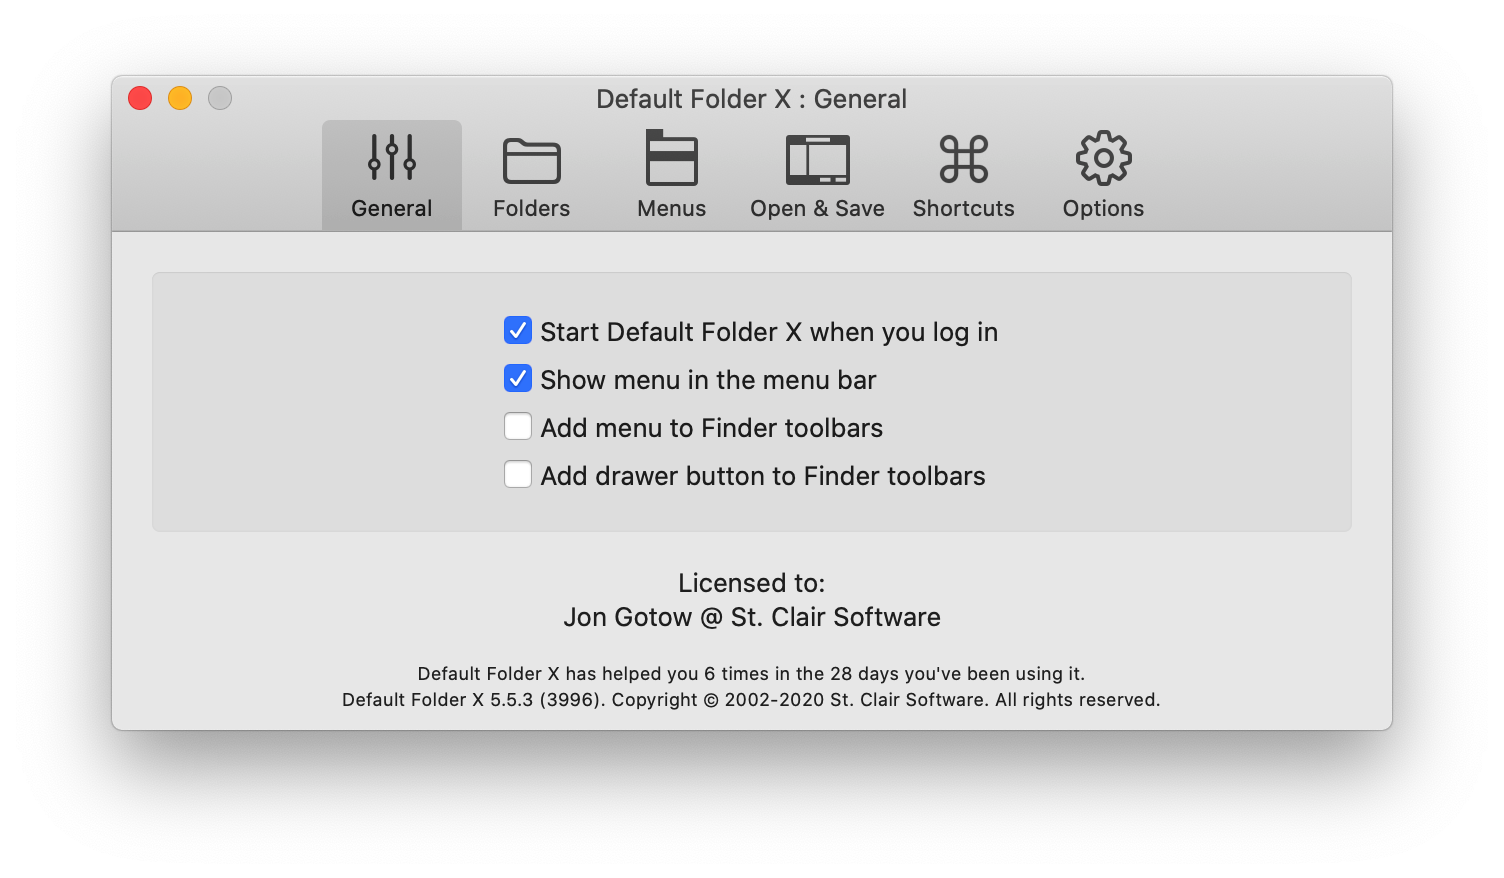 Default Folder X : General
General
Folders
Menus
Open & Save
Shortcuts
Options
Start Default Folder X when you log in
Show menu in the menu bar
Add menu to Finder toolbars
Add drawer button to Finder toolbars
Licensed to:
Jon Gotow @ St. Clair Software
Default Folder X has helped you 6 times in the 28 days you've been using it.
Default Folder X 5.5.3 (3996). Copyright © 2002-2020 St. Clair Software. All rights reserved.